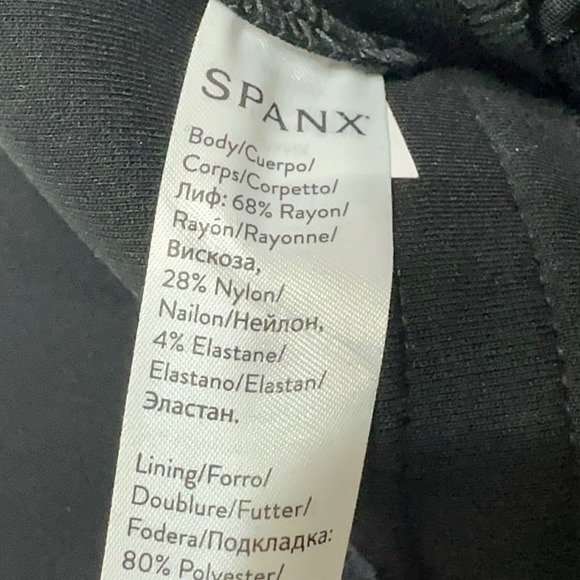 SPANX
Body/Cuerpo/
Corps/Corpetto/
Лиф: 68% Rayon/
Rayón/Rayonne/
Вискоза,
28% Nylon/
Nailon/Нейлон,
4% Elastane/
Elastano/Elastan/
Эластан.
Lining/Forro/
Doublure/Futter/
Fodera/Подкладка:
80% Polyester/